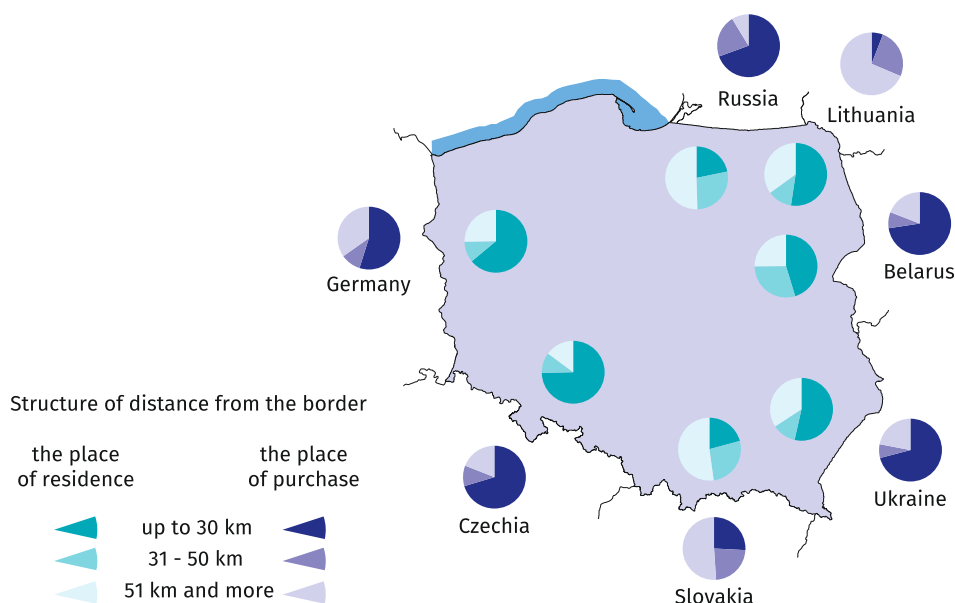 Russia
Lithuania
Germany
Belarus
Structure of distance from the border
the place
of residence
the place
of purchase
up to 30 km
31 - 50 km
51 km and more
Czechia
Ukraine
Slovakia